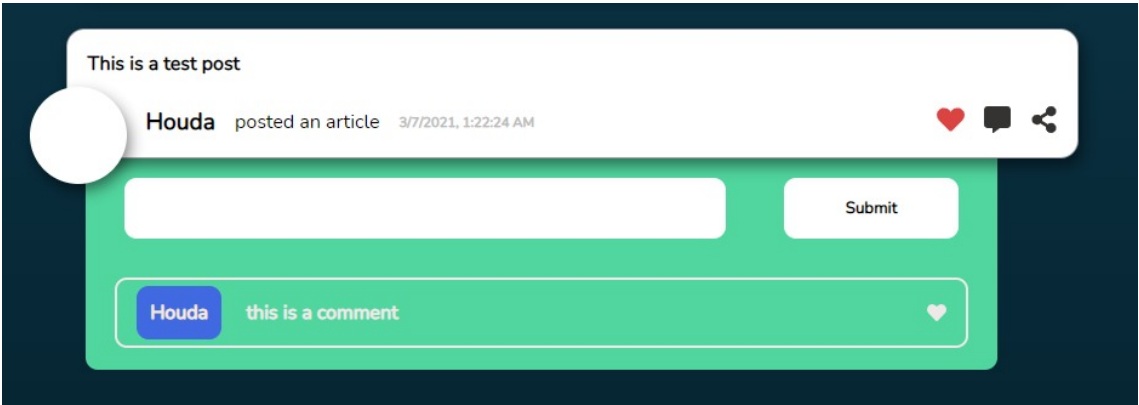 This is a test post
Houda posted an article 3/7/2021, 1:22:24 AM
Submit
Houda this is a comment